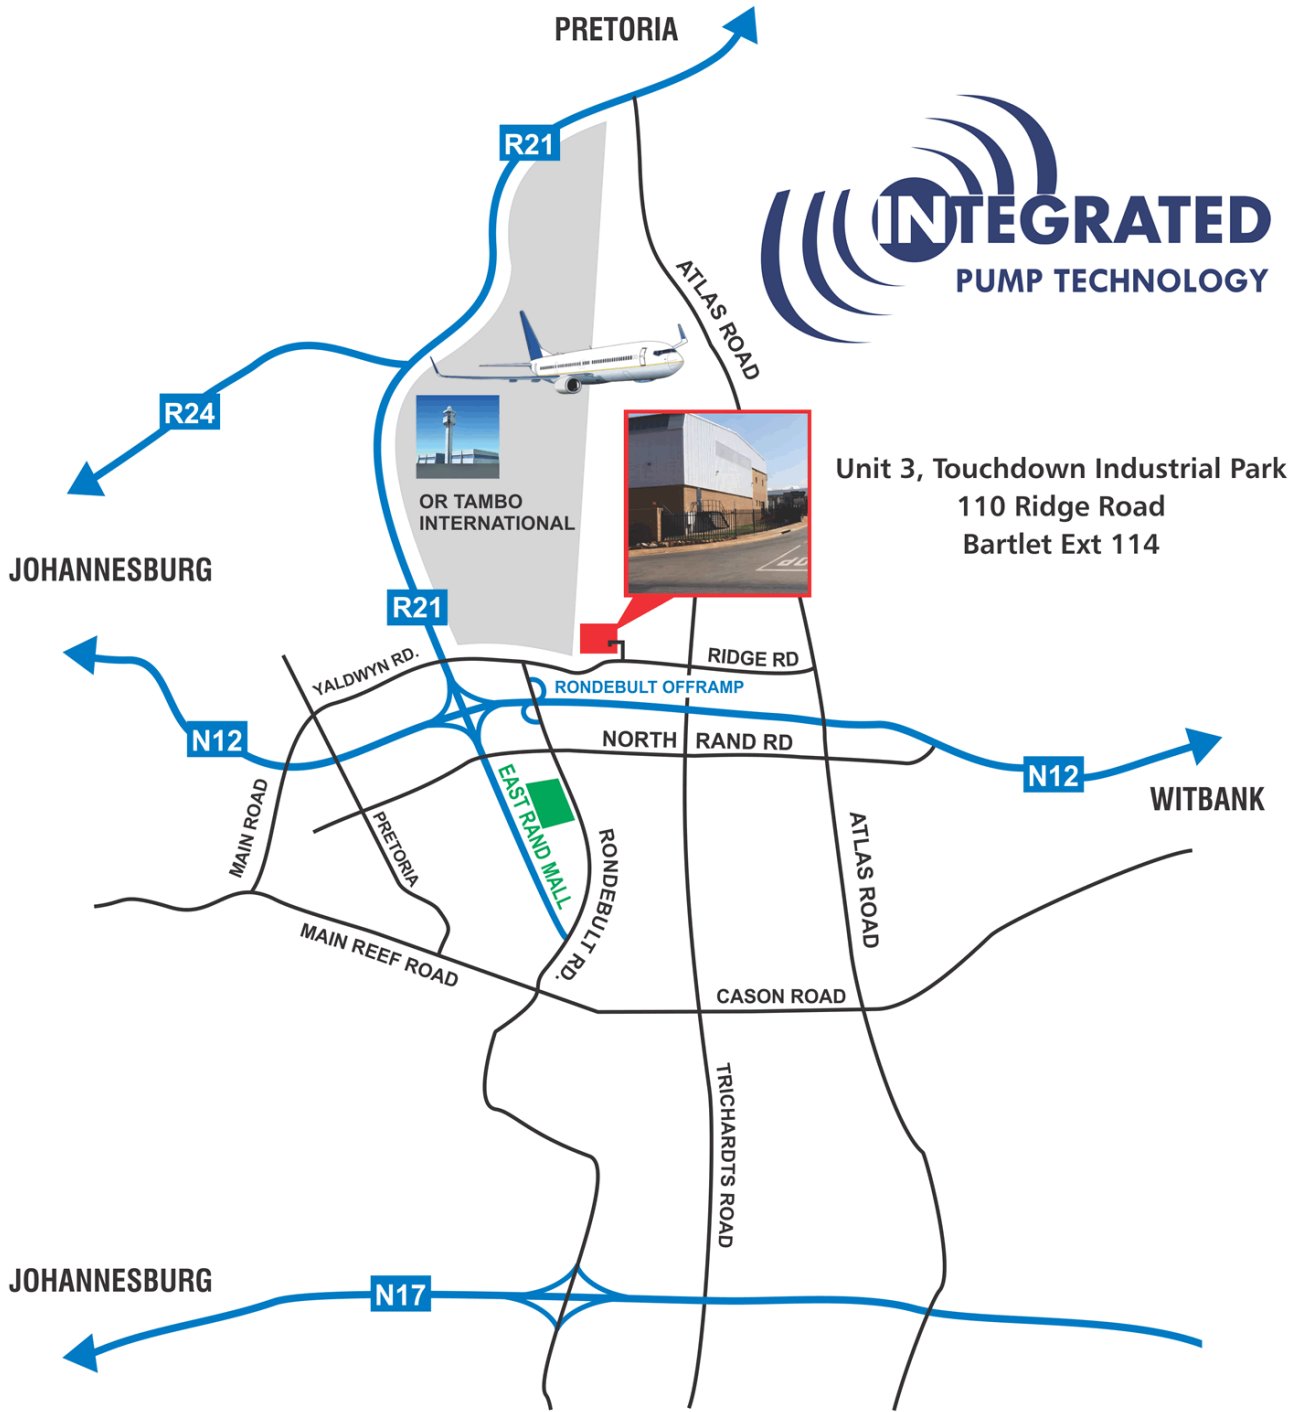 PRETORIA
R21
INTEGRATED
PUMP TECHNOLOGY
ATLAS ROAD
R24
OR TAMBO
INTERNATIONAL
Unit 3, Touchdown Industrial Park
110 Ridge Road
Bartlet Ext 114
JOHANNESBURG
R21
YALDWYN RD.
RIDGE RD
RONDEBULT OFFRAMP
N12
NORTH RAND RD
N12
WITBANK
EAST RAND MALL
MAIN ROAD
PRETORIA
RONDEBULT RD.
ATLAS ROAD
MAIN REEF ROAD
CASON ROAD
TRICHARDTS ROAD
JOHANNESBURG
N17